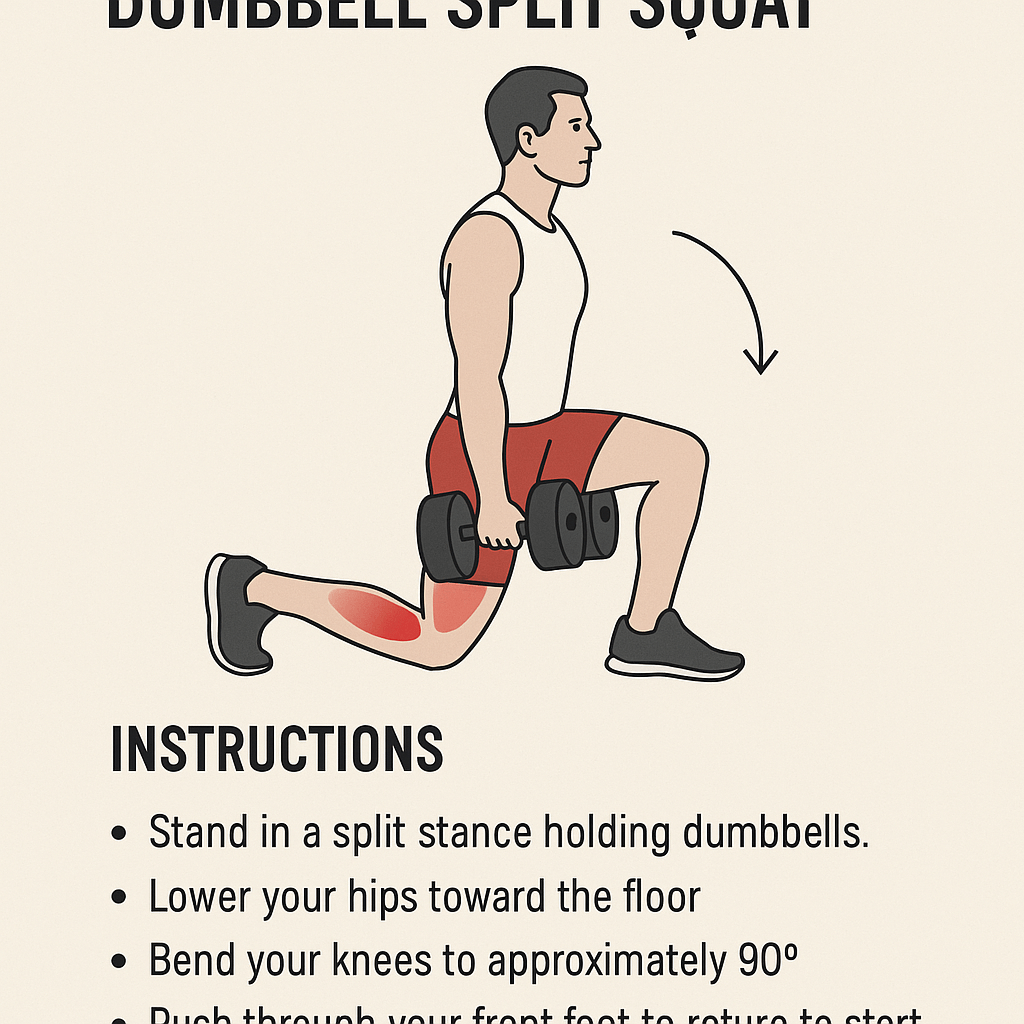 DUMBBELL SPLIT SQUAT
INSTRUCTIONS
• Stand in a split stance holding dumbbells.
• Lower your hips toward the floor
• Bend your knees to approximately 90º
• Push through your front foot to return to start